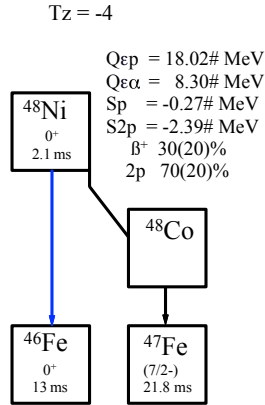 Tz = -4
Qεp = 18.02# MeV
Qεα = 8.30# MeV
Sp = -0.27# MeV
S2p = -2.39# MeV
ß⁺ 30(20)%
2p 70(20)%
⁴⁸Ni
0⁺
2.1 ms
⁴⁸Co
⁴⁶Fe
0⁺
13 ms
⁴⁷Fe
(7/2-)
21.8 ms